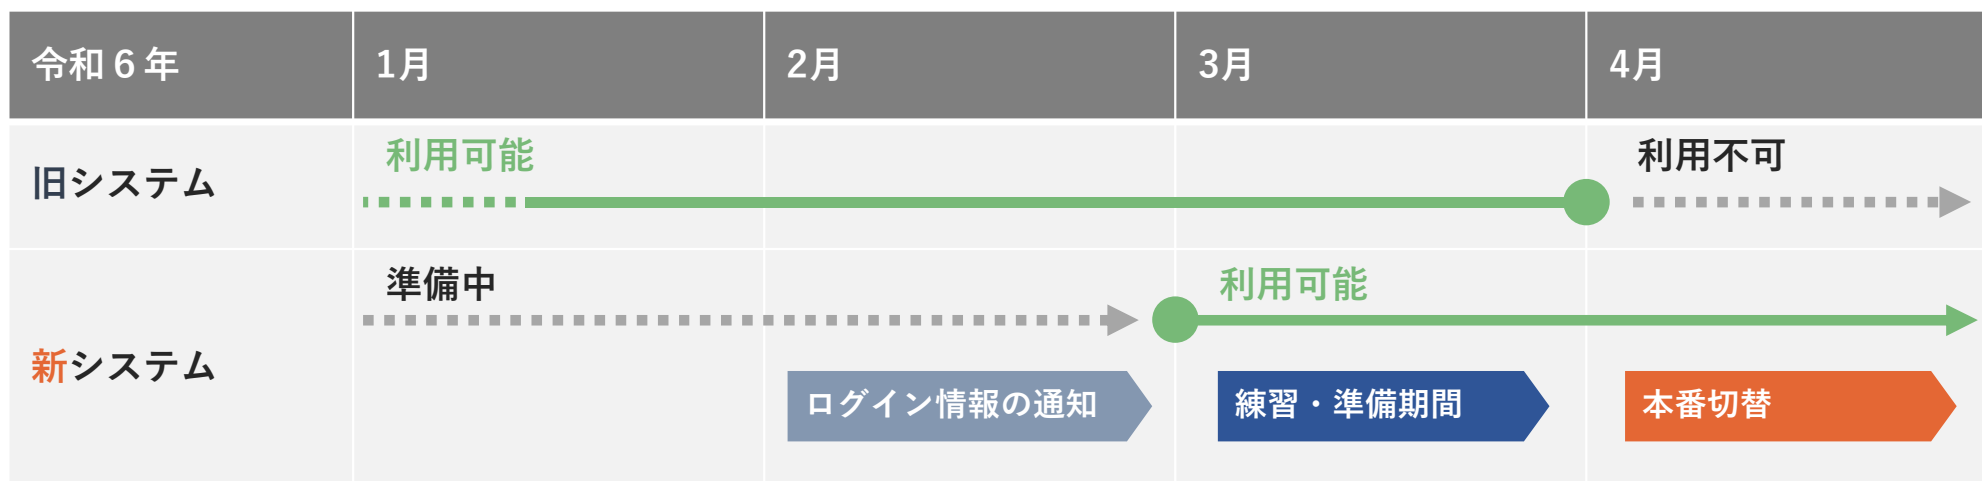 令和６年
1月
2月
3月
4月
旧システム
利用可能
利用不可
新システム
準備中
利用可能
ログイン情報の通知
練習・準備期間
本番切替